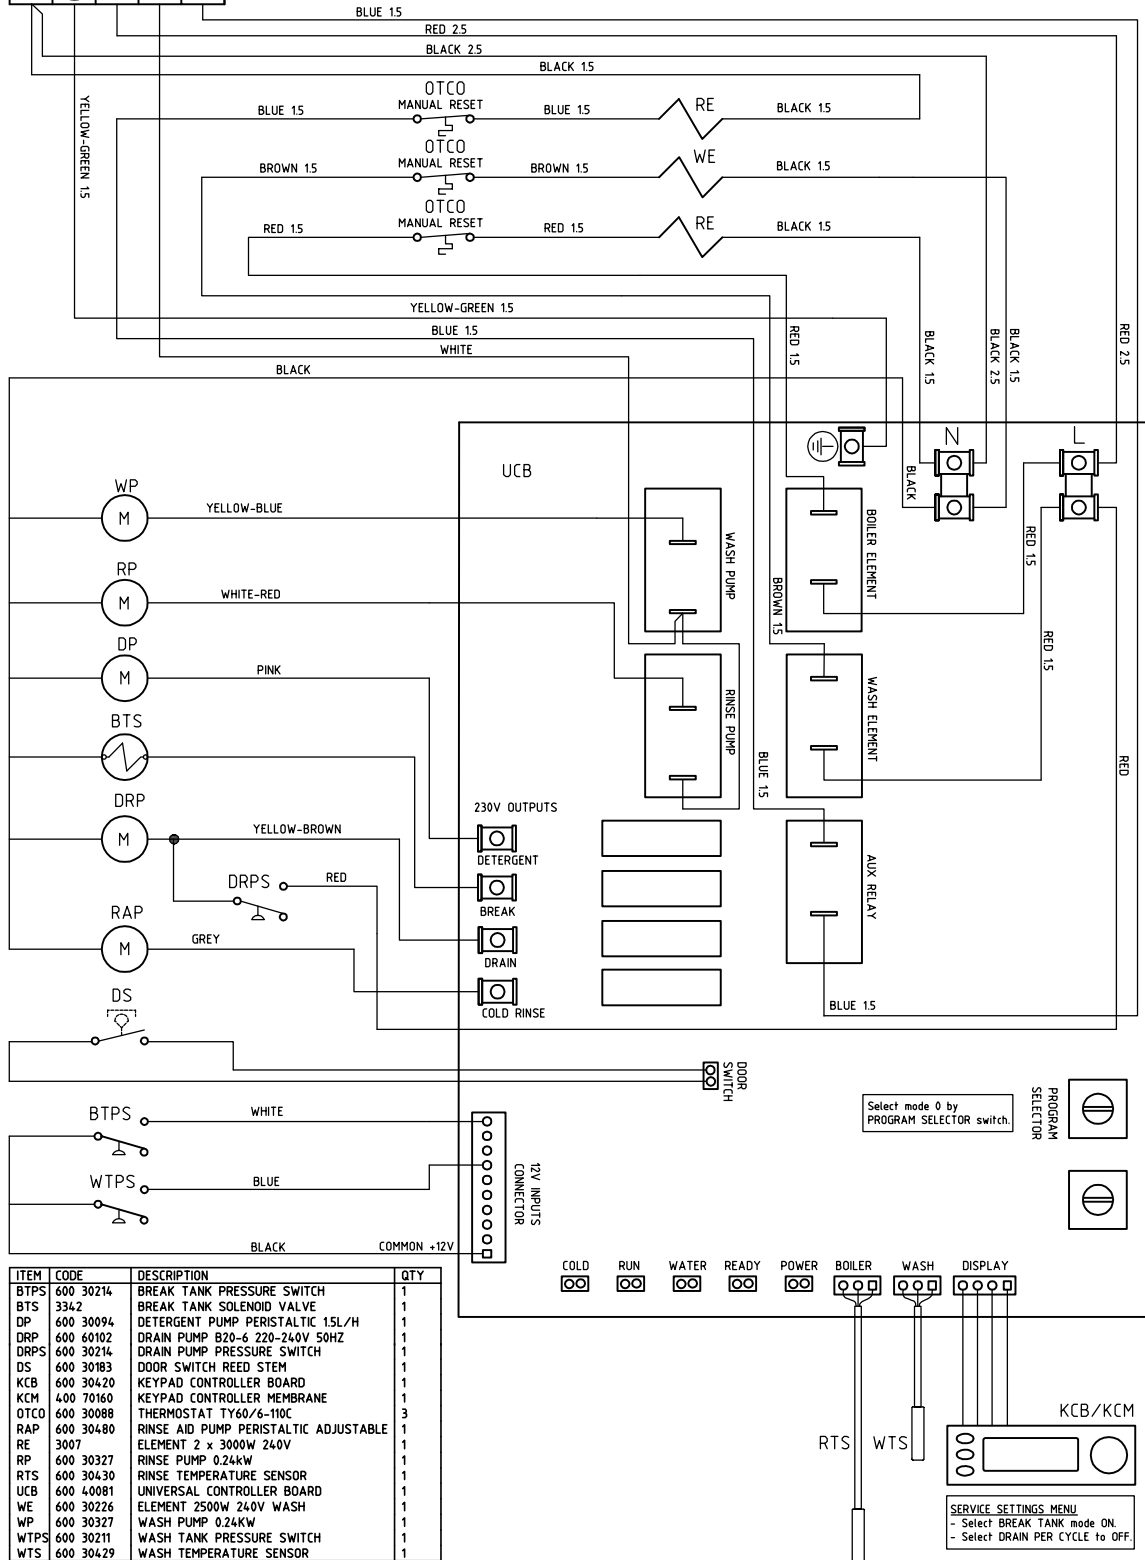 BLUE 1.5
RED 2.5
BLACK 2.5
BLACK 1.5
YELLOW-GREEN 1.5
OTCO
MANUAL RESET
BLUE 1.5
BLUE 1.5
RE
BLACK 1.5
OTCO
MANUAL RESET
BROWN 1.5
BROWN 1.5
WE
BLACK 1.5
OTCO
MANUAL RESET
RED 1.5
RED 1.5
RE
BLACK 1.5
YELLOW-GREEN 1.5
BLUE 1.5
WHITE
BLACK
RED 1.5
BLACK 1.5
BLACK 2.5
BLACK 1.5
RED 2.5
UCB
N
L
BLACK
WP
M
YELLOW-BLUE
WASH PUMP
BOILER ELEMENT
RED 1.5
RP
M
WHITE-RED
BROWN 1.5
RED 1.5
DP
M
PINK
RINSE PUMP
WASH ELEMENT
BTS
BLUE 1.5
RED
DRP
M
YELLOW-BROWN
230V OUTPUTS
DETERGENT
DRPS
RED
BREAK
AUX RELAY
RAP
M
GREY
DRAIN
COLD RINSE
BLUE 1.5
DS
DOOR
SWITCH
BTPS
WHITE
Select mode 0 by
PROGRAM SELECTOR switch.
PROGRAM
SELECTOR
WTPS
BLUE
12V INPUTS
CONNECTOR
BLACK
COMMON +12V
COLD
RUN
WATER
READY
POWER
BOILER
WASH
DISPLAY
ITEM CODE DESCRIPTION QTY
BTPS 600 30214 BREAK TANK PRESSURE SWITCH 1
BTS 3342 BREAK TANK SOLENOID VALVE 1
DP 600 30094 DETERGENT PUMP PERISTALTIC 1.5L/H 1
DRP 600 60102 DRAIN PUMP B20-6 220-240V 50HZ 1
DRPS 600 30214 DRAIN PUMP PRESSURE SWITCH 1
DS 600 30183 DOOR SWITCH REED STEM 1
KCB 600 30420 KEYPAD CONTROLLER BOARD 1
KCM 400 70160 KEYPAD CONTROLLER MEMBRANE 1
OTCO 600 30088 THERMOSTAT TY60/6-110C 3
RAP 600 30480 RINSE AID PUMP PERISTALTIC ADJUSTABLE 1
RE 3007 ELEMENT 2 x 3000W 240V 1
RP 600 30327 RINSE PUMP 0.24kW 1
RTS 600 30430 RINSE TEMPERATURE SENSOR 1
UCB 600 40081 UNIVERSAL CONTROLLER BOARD 1
WE 600 30226 ELEMENT 2500W 240V WASH 1
WP 600 30327 WASH PUMP 0.24KW 1
WTPS 600 30211 WASH TANK PRESSURE SWITCH 1
WTS 600 30429 WASH TEMPERATURE SENSOR 1
RTS
WTS
KCB/KCM
SERVICE SETTINGS MENU
- Select BREAK TANK mode ON.
- Select DRAIN PER CYCLE to OFF.